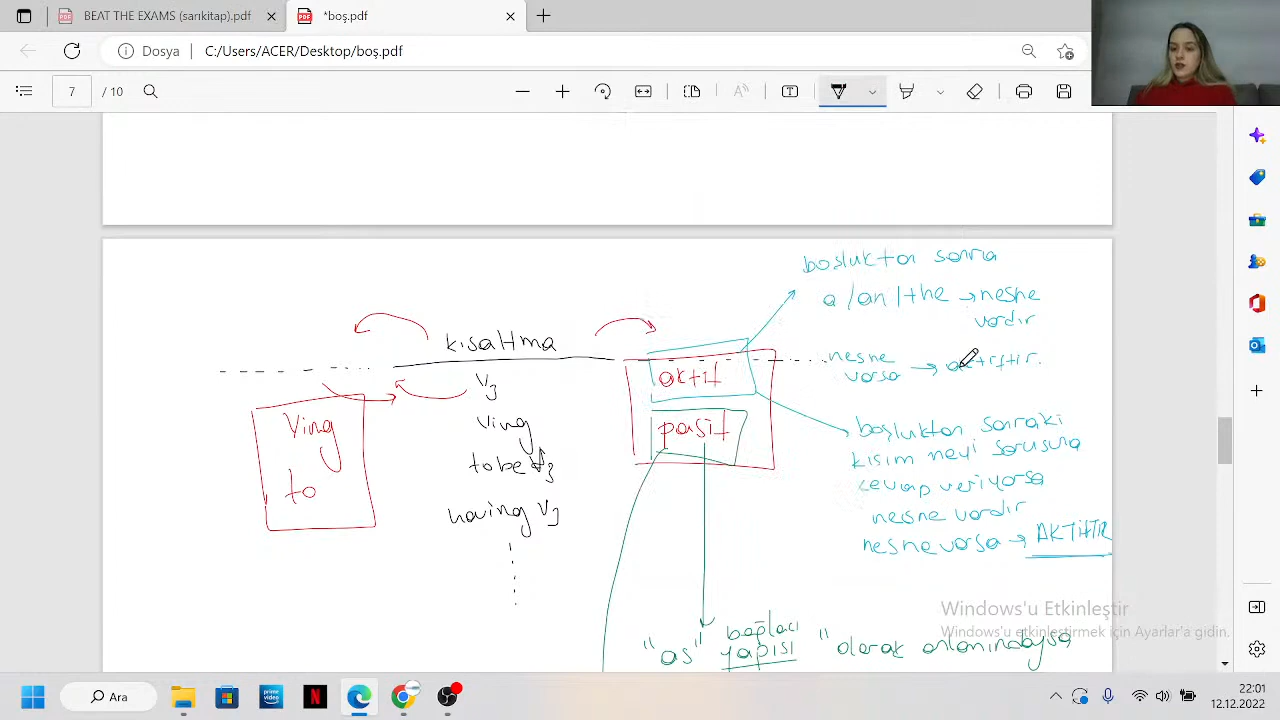 BEAT THE EXAMS (sarıkitap).pdf
*boş.pdf
Dosya
C:/Users/ACER/Desktop/boş.pdf
7
/ 10
boşluktan sonra
a /an /the → nesne
vardır
kısaltma
nesne
varsa → aktiftir.
aktif
pasif
Ving
to
V3
Ving
to be V3
having V3
boşluktan sonraki
kısım neyi sorusuna
cevap veriyorsa
nesne vardır
nesne varsa → AKTİFTİR
"as" bağlacı
yapısı "olarak anlamındaysa
Windows'u Etkinleştir
Windows'u etkinleştirmek için Ayarlar'a gidin.
Ara
prime
video
N
22:01
12.12.2022